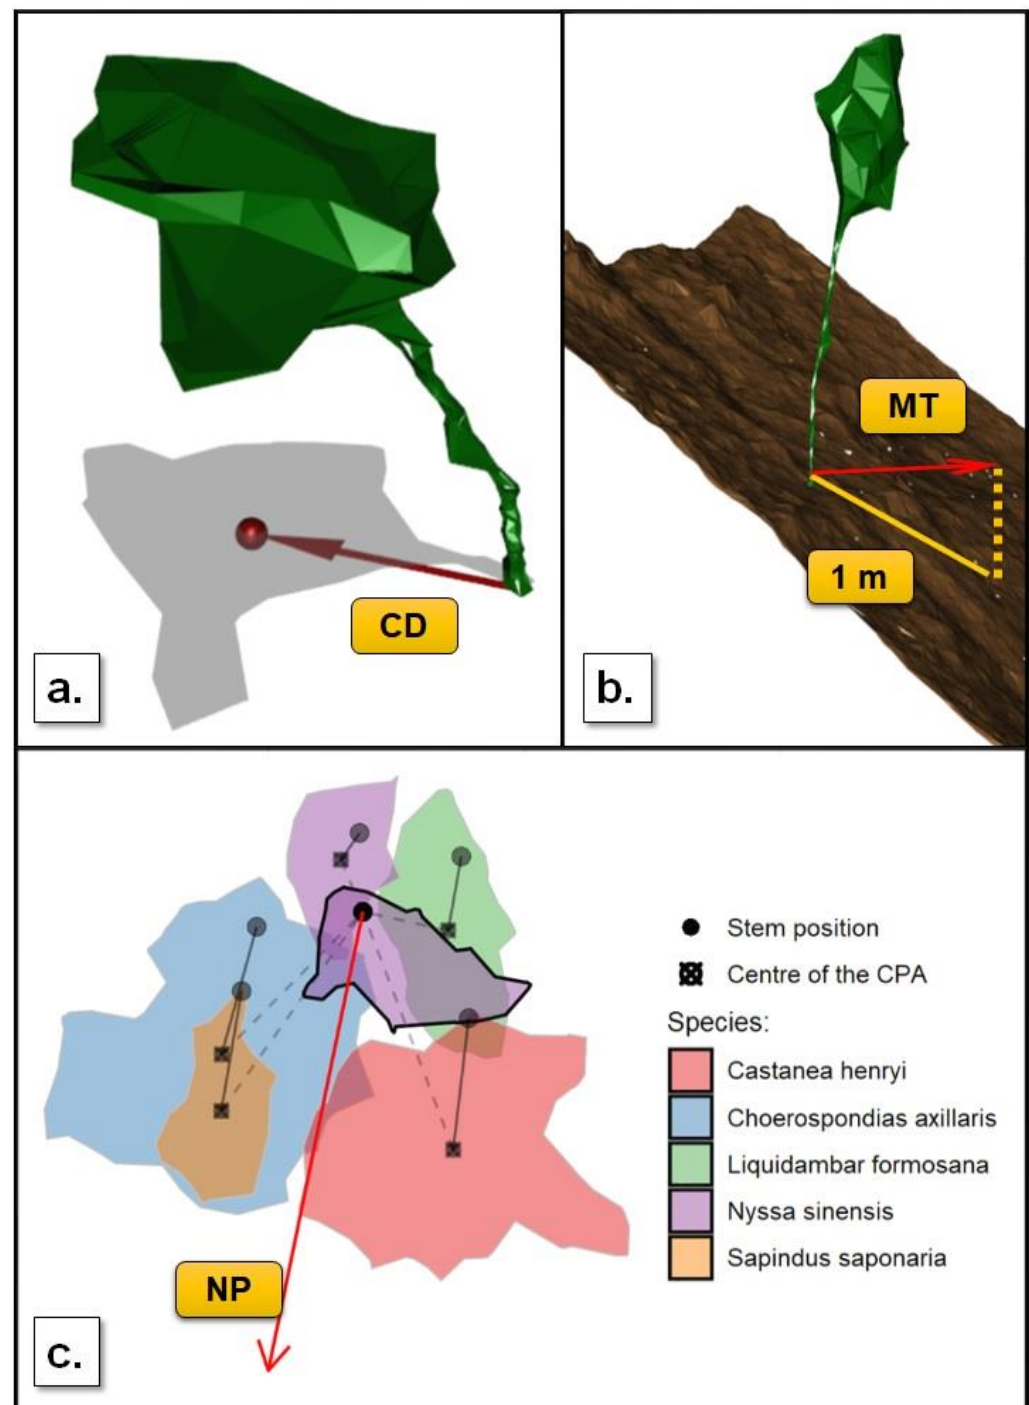 CD
a.
MT
1 m
b.
Stem position
Centre of the CPA
Species:
Castanea henryi
Choerospondias axillaris
Liquidambar formosana
Nyssa sinensis
Sapindus saponaria
NP
c.